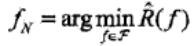 f_N = arg min_{f∈𝓕} R̂(f)